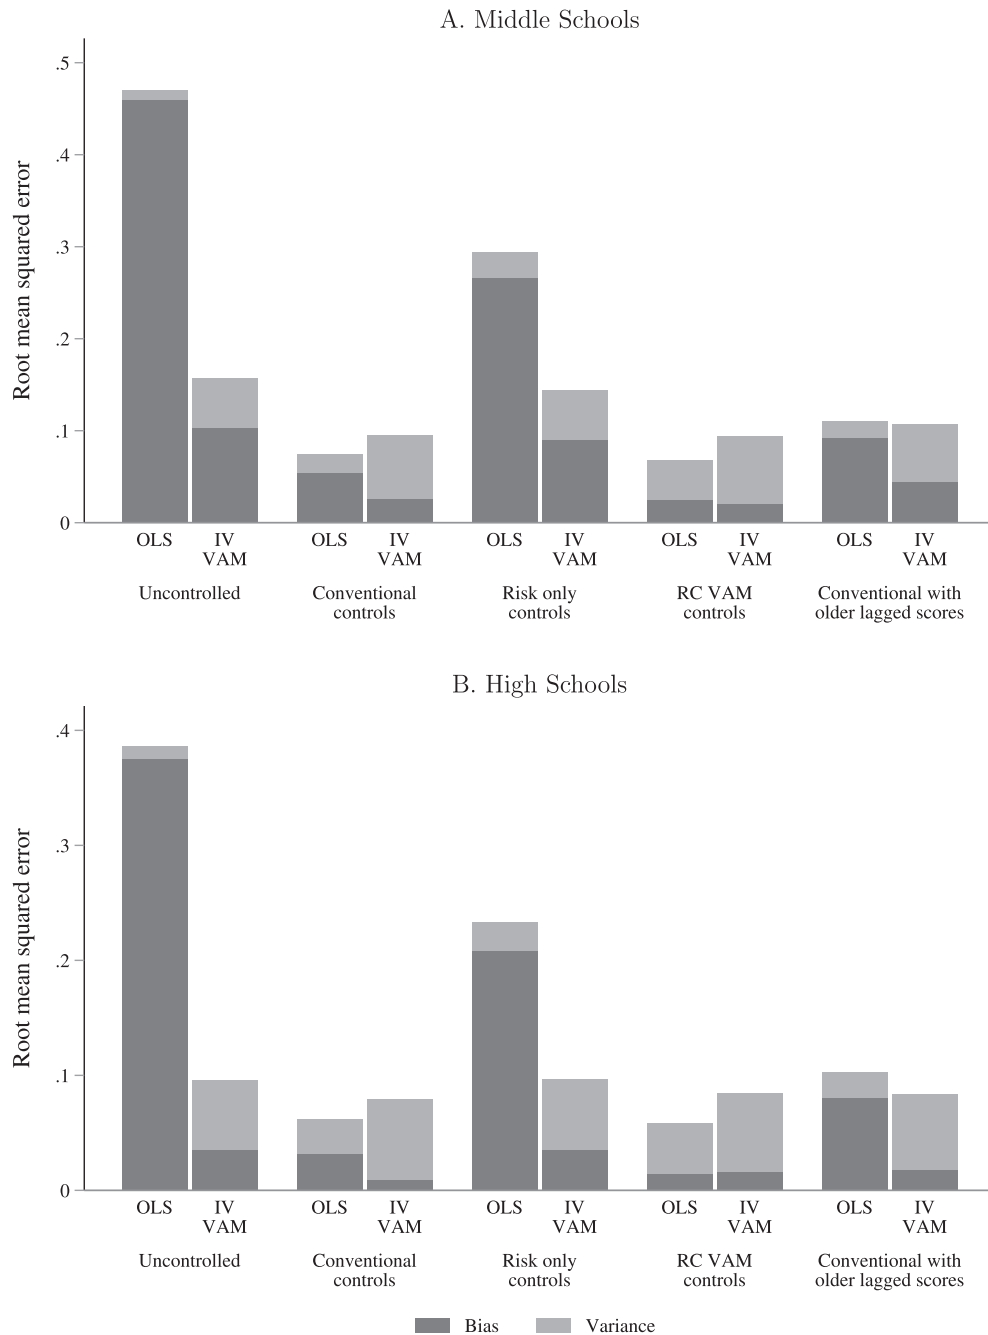 A. Middle Schools
Root mean squared error
.5
.4
.3
.2
.1
0
OLS IV OLS IV OLS IV OLS IV OLS IV
VAM VAM VAM VAM VAM
Uncontrolled Conventional Risk only RC VAM Conventional with
controls controls controls older lagged scores
B. High Schools
Root mean squared error
.4
.3
.2
.1
0
OLS IV OLS IV OLS IV OLS IV OLS IV
VAM VAM VAM VAM VAM
Uncontrolled Conventional Risk only RC VAM Conventional with
controls controls controls older lagged scores
Bias Variance